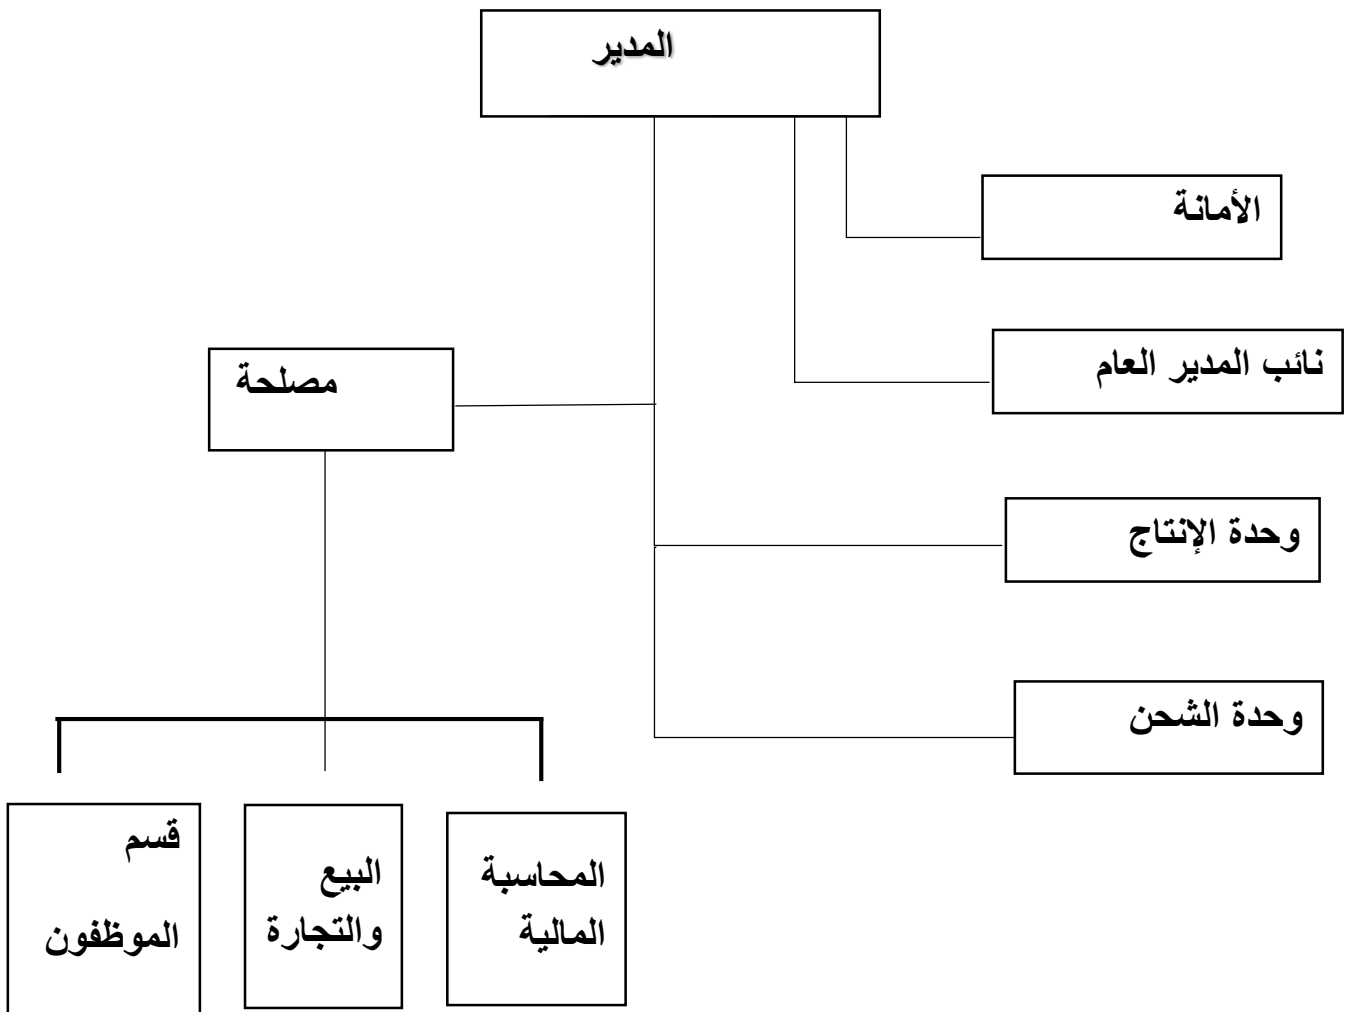 المدير
الأمانة
نائب المدير العام
مصلحة
وحدة الإنتاج
وحدة الشحن
المحاسبة
المالية
البيع
والتجارة
قسم
الموظفون